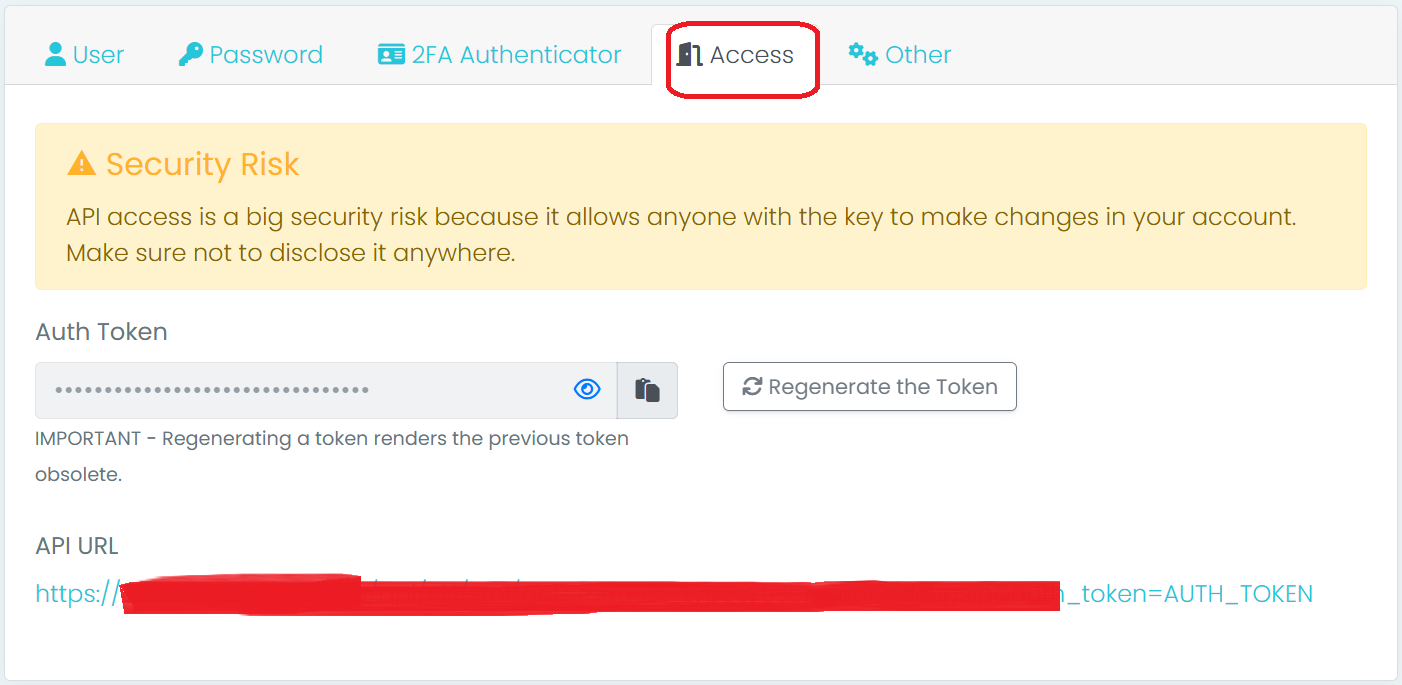 User Password 2FA Authenticator Access Other
Security Risk
API access is a big security risk because it allows anyone with the key to make changes in your account.
Make sure not to disclose it anywhere.
Auth Token
Regenerate the Token
IMPORTANT - Regenerating a token renders the previous token
obsolete.
API URL
https:// _token=AUTH_TOKEN